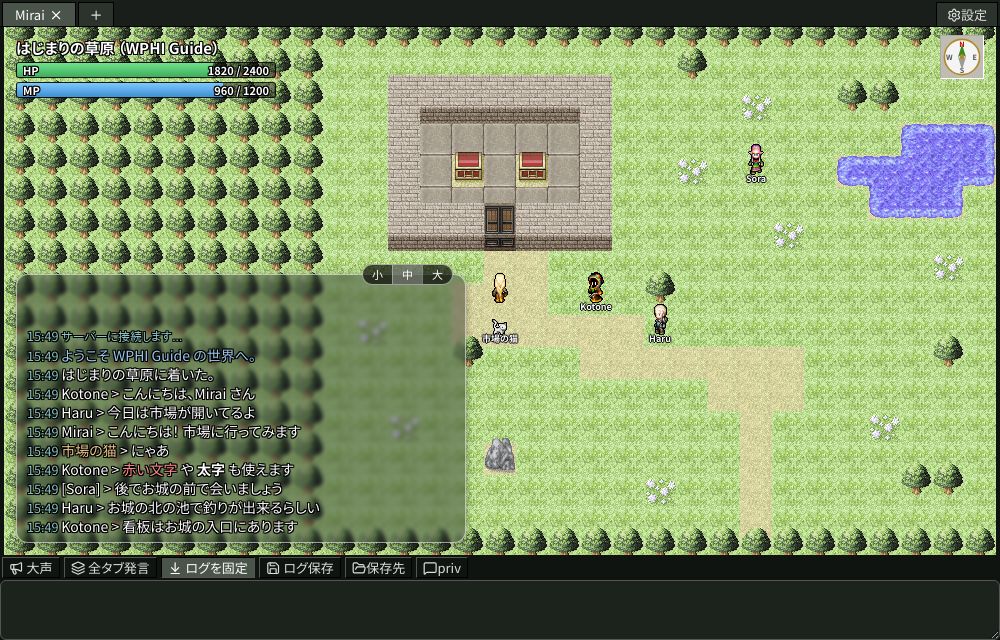 Mirai ×
+
設定
はじまりの草原 (WPHI Guide)
HP 1820 / 2400
MP 960 / 1200
N
W E
S
Sora
Kotone
Haru
市場の猫
小 中 大
15:49 サーバーに接続します...
15:49 ようこそ WPHI Guide の世界へ。
15:49 はじまりの草原に着いた。
15:49 Kotone > こんにちは、Mirai さん
15:49 Haru > 今日は市場が開いてるよ
15:49 Mirai > こんにちは! 市場に行ってみます
15:49 市場の猫 > にゃあ
15:49 Kotone > 赤い文字 や 太字 も使えます
15:49 [Sora] > 後でお城の前で会いましょう
15:49 Haru > お城の北の池で釣りが出来るらしい
15:49 Kotone > 看板はお城の入口にあります
大声 全タブ発言 ログを固定 ログ保存 保存先 priv